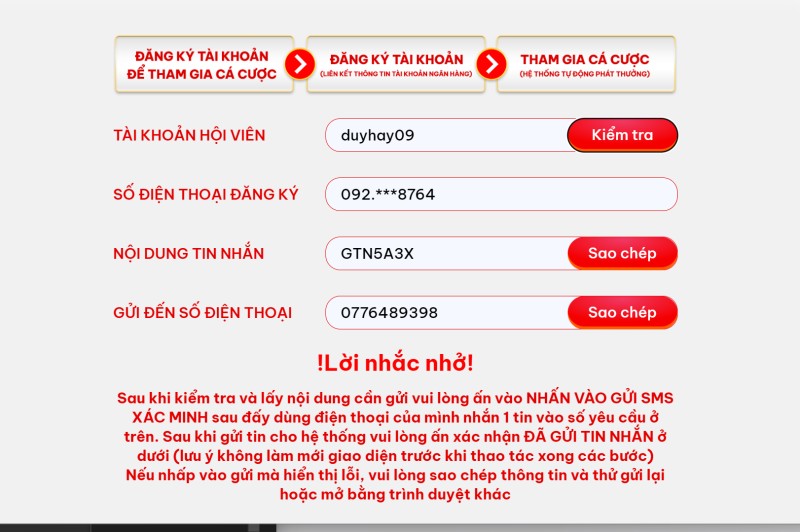 ĐĂNG KÝ TÀI KHOẢN
ĐỂ THAM GIA CÁ CƯỢC
ĐĂNG KÝ TÀI KHOẢN
(LIÊN KẾT THÔNG TIN TÀI KHOẢN NGÂN HÀNG)
THAM GIA CÁ CƯỢC
(HỆ THỐNG TỰ ĐỘNG PHÁT THƯỞNG)
TÀI KHOẢN HỘI VIÊN
duyhay09
Kiểm tra
SỐ ĐIỆN THOẠI ĐĂNG KÝ
092.***8764
NỘI DUNG TIN NHẮN
GTN5A3X
Sao chép
GỬI ĐẾN SỐ ĐIỆN THOẠI
0776489398
Sao chép
!Lời nhắc nhở!
Sau khi kiểm tra và lấy nội dung cần gửi vui lòng ấn vào NHẤN VÀO GỬI SMS
XÁC MINH sau đấy dùng điện thoại của mình nhắn 1 tin vào số yêu cầu ở
trên. Sau khi gửi tin cho hệ thống vui lòng ấn xác nhận ĐÃ GỬI TIN NHẮN ở
dưới (lưu ý không làm mới giao diện trước khi thao tác xong các bước)
Nếu nhấp vào gửi mà hiển thị lỗi, vui lòng sao chép thông tin và thử gửi lại
hoặc mở bằng trình duyệt khác